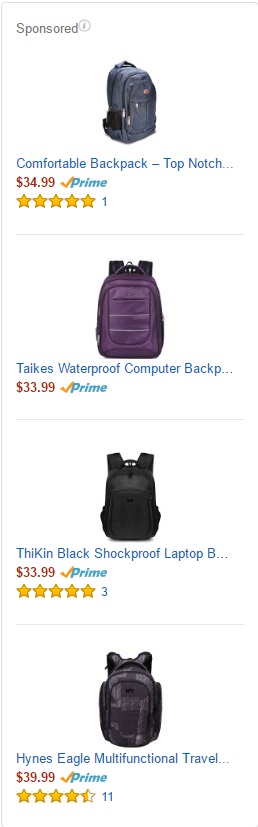 Sponsored
Comfortable Backpack – Top Notch...
$34.99 Prime
1
Taikes Waterproof Computer Backp...
$33.99 Prime
ThiKin Black Shockproof Laptop B...
$33.99 Prime
3
Hynes Eagle Multifunctional Travel...
$39.99 Prime
11